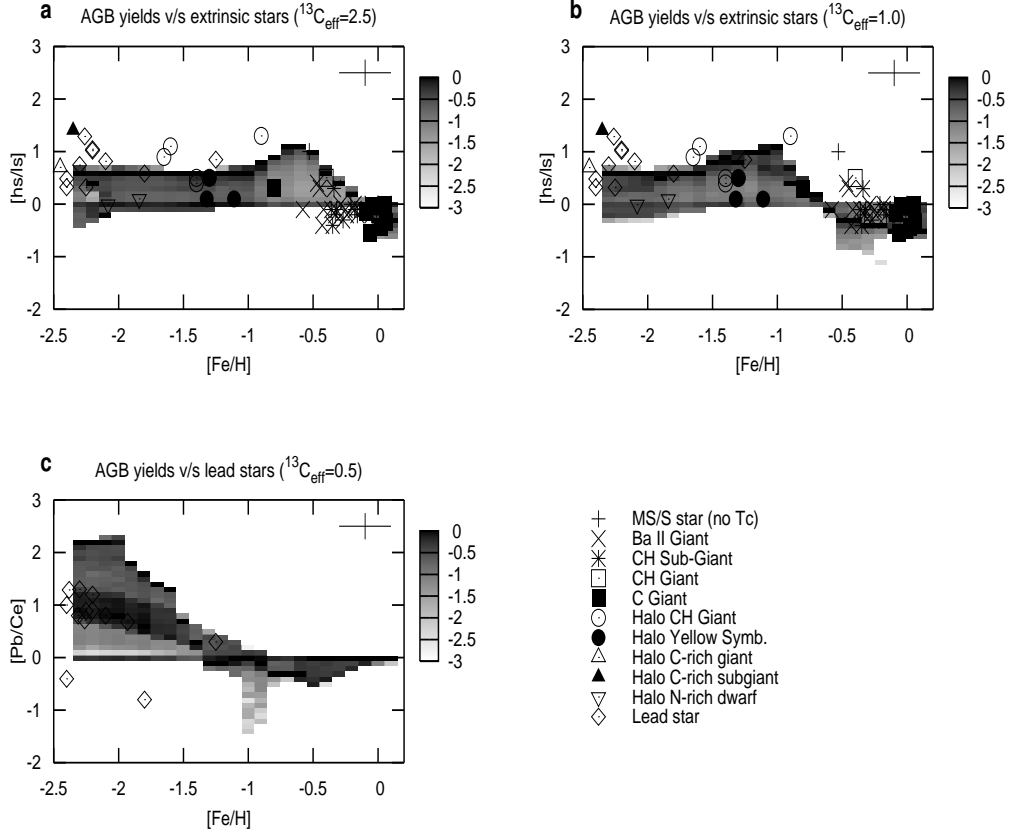 a AGB yields v/s extrinsic stars (¹³C_eff=2.5)
3
2
1
0
-1
-2
[hs/ls]
-2.5 -2 -1.5 -1 -0.5 0
[Fe/H]
0
-0.5
-1
-1.5
-2
-2.5
-3
b AGB yields v/s extrinsic stars (¹³C_eff=1.0)
3
2
1
0
-1
-2
[hs/ls]
-2.5 -2 -1.5 -1 -0.5 0
[Fe/H]
0
-0.5
-1
-1.5
-2
-2.5
-3
c AGB yields v/s lead stars (¹³C_eff=0.5)
3
2
1
0
-1
-2
[Pb/Ce]
-2.5 -2 -1.5 -1 -0.5 0
[Fe/H]
0
-0.5
-1
-1.5
-2
-2.5
-3
MS/S star (no Tc)
Ba II Giant
CH Sub-Giant
CH Giant
C Giant
Halo CH Giant
Halo Yellow Symb.
Halo C-rich giant
Halo C-rich subgiant
Halo N-rich dwarf
Lead star